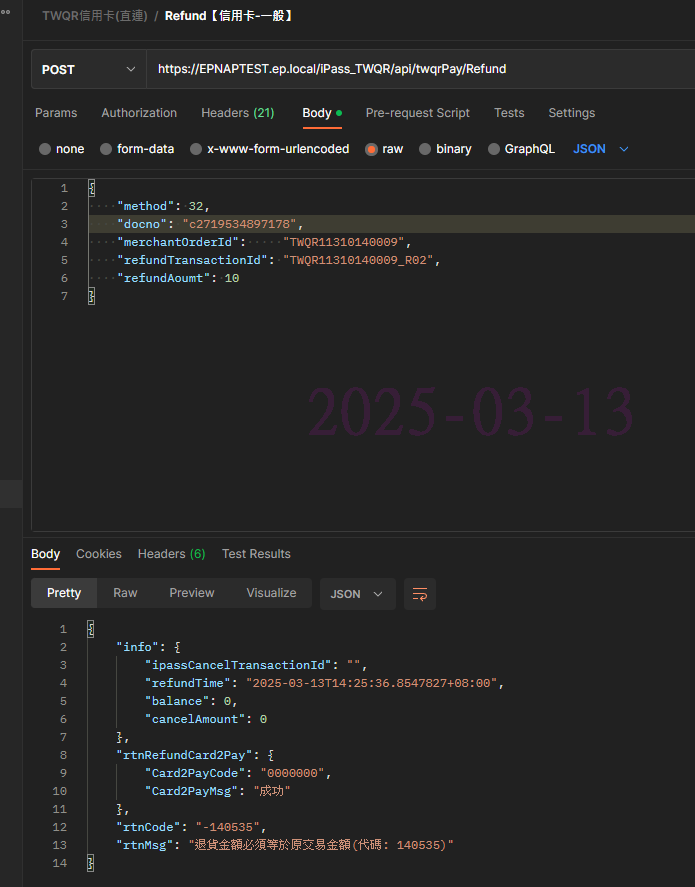 TWQR信用卡(直連) / Refund【信用卡-一般】
POST https://EPNAPTEST.ep.local/iPass_TWQR/api/twqrPay/Refund
Params Authorization Headers (21) Body Pre-request Script Tests Settings
none form-data x-www-form-urlencoded raw binary GraphQL JSON
1 {
2 "method": 32,
3 "docno": "c2719534897178",
4 "merchantOrderId": "TWQR11310140009",
5 "refundTransactionId": "TWQR11310140009_R02",
6 "refundAoumt": 10
7 }
2025-03-13
Body Cookies Headers (6) Test Results
Pretty Raw Preview Visualize JSON
1 {
2 "info": {
3 "ipassCancelTransactionId": "",
4 "refundTime": "2025-03-13T14:25:36.8547827+08:00",
5 "balance": 0,
6 "cancelAmount": 0
7 },
8 "rtnRefundCard2Pay": {
9 "Card2PayCode": "0000000",
10 "Card2PayMsg": "成功"
11 },
12 "rtnCode": "-140535",
13 "rtnMsg": "退貨金額必須等於原交易金額(代碼: 140535)"
14 }